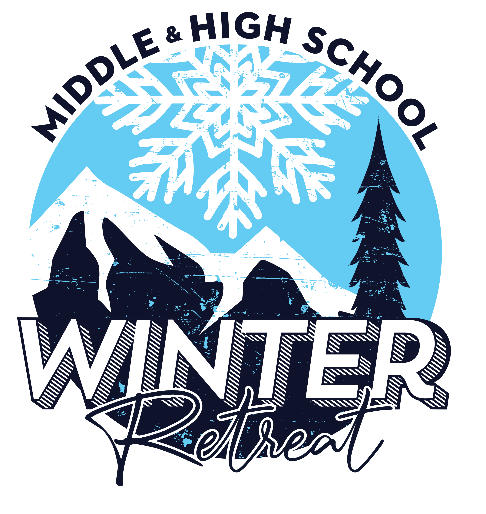 MIDDLE & HIGH SCHOOL
WINTER
Retreat